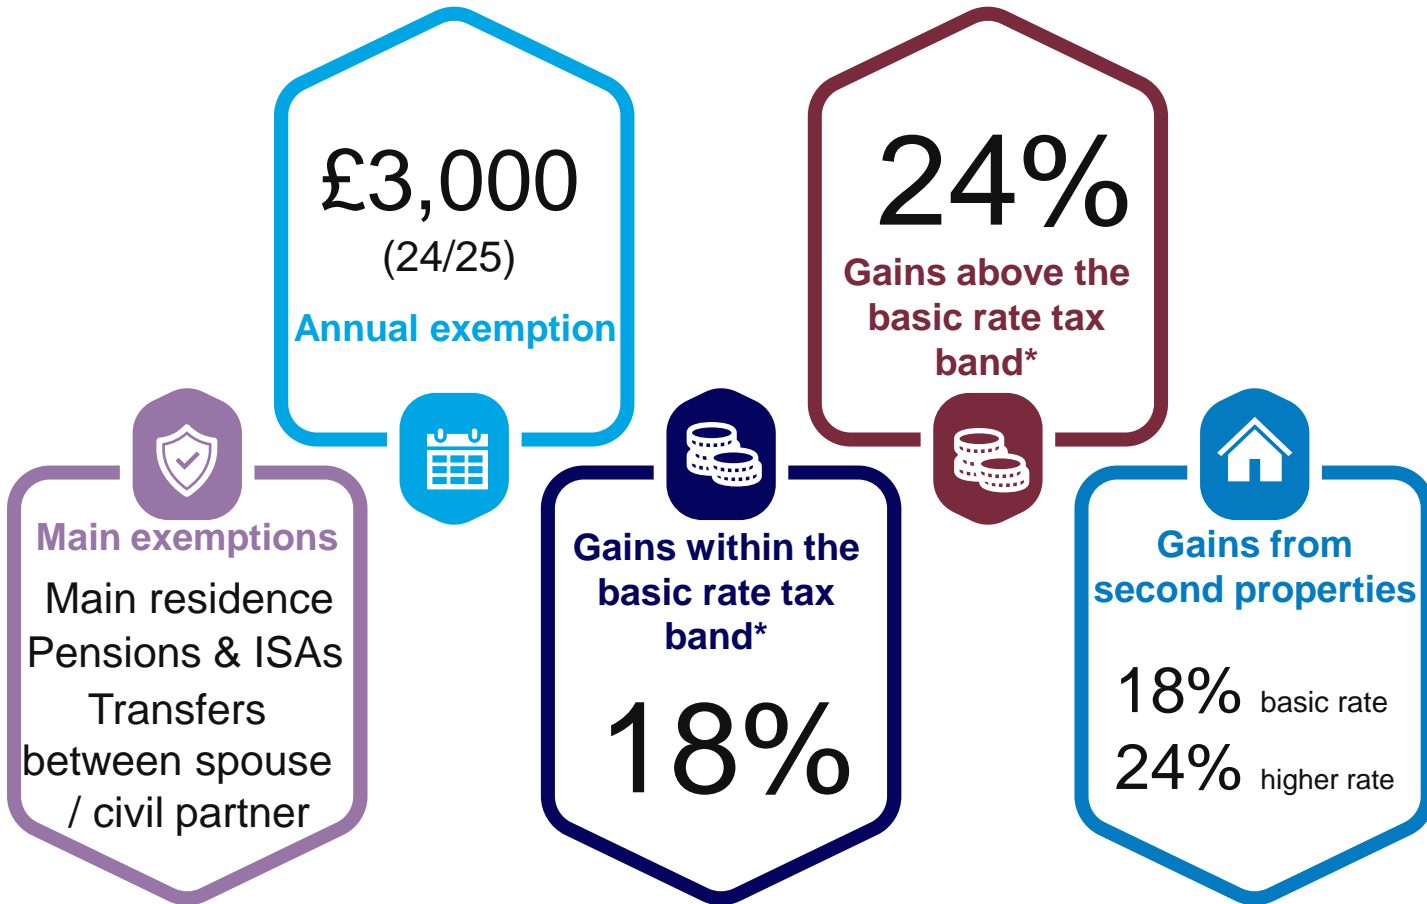 Main exemptions
Main residence
Pensions & ISAs
Transfers
between spouse
/ civil partner
£3,000
(24/25)
Annual exemption
Gains within the
basic rate tax
band*
18%
24%
Gains above the
basic rate tax
band*
Gains from
second properties
18% basic rate
24% higher rate